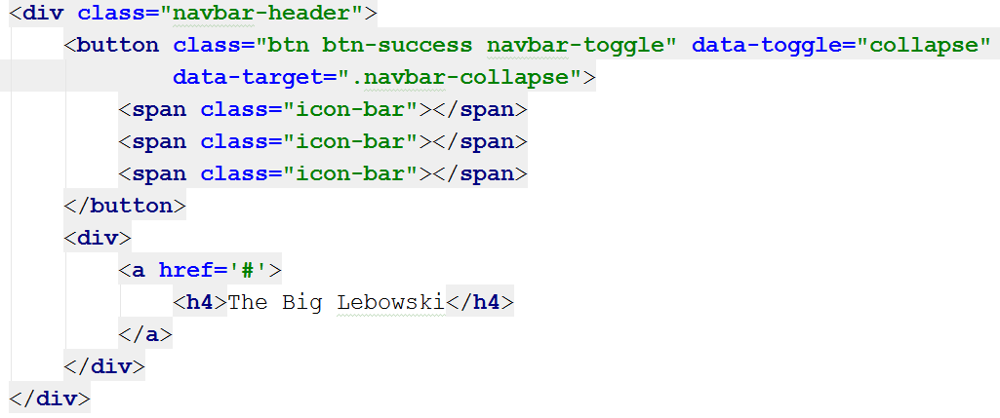 <div class="navbar-header">
    <button class="btn btn-success navbar-toggle" data-toggle="collapse"
            data-target=".navbar-collapse">
        <span class="icon-bar"></span>
        <span class="icon-bar"></span>
        <span class="icon-bar"></span>
    </button>
    <div>
        <a href='#'>
            <h4>The Big Lebowski</h4>
        </a>
    </div>
</div>